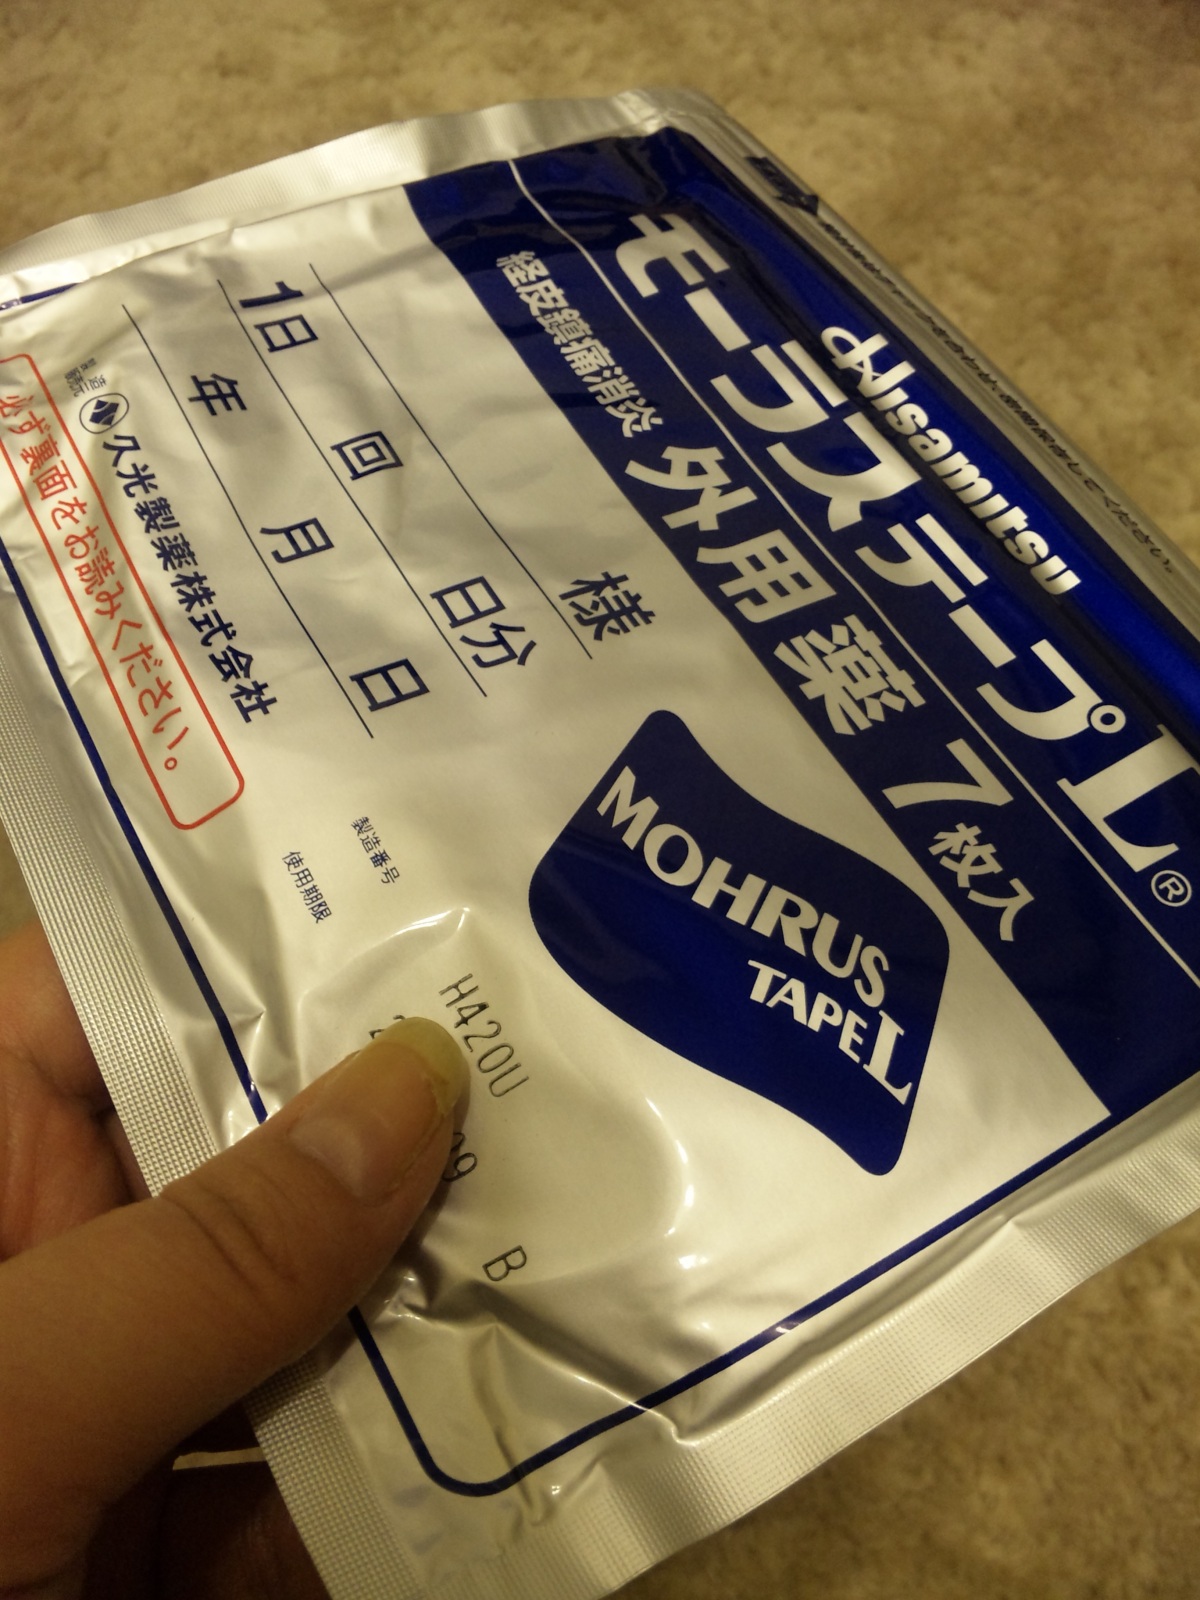 Hisamitsu
モーラステープL®
経皮鎮痛消炎 外用薬 7枚入
様
1日 回 日分
年 月 日
久光製薬株式会社
必ず裏面をお読みください。
MOHRUS
TAPE L
製造番号 H420U
使用期限
09 B